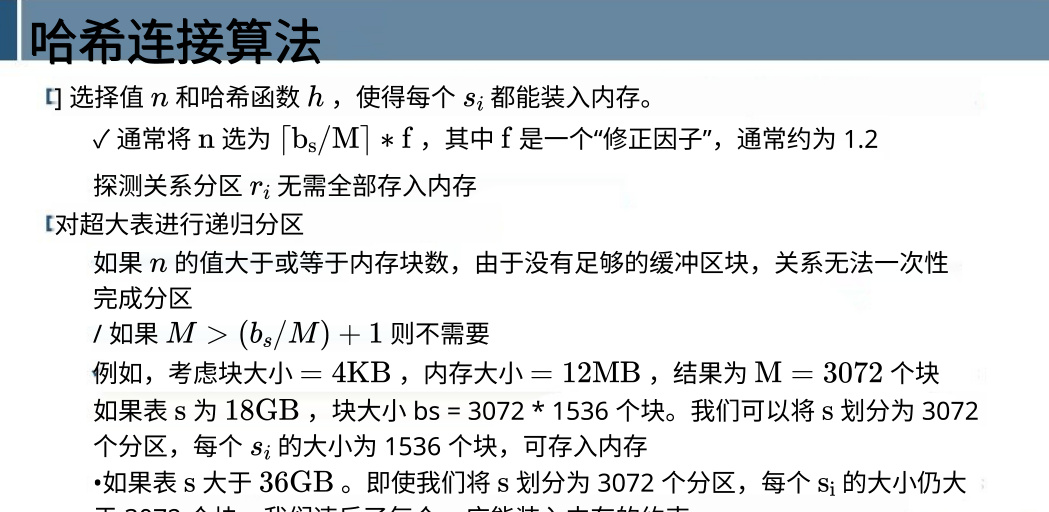 哈希连接算法
选择值 n 和哈希函数 h ，使得每个 s_i 都能装入内存。
✓ 通常将 n 选为 ⌈b_s/M⌉ ∗ f ，其中 f 是一个“修正因子”，通常约为 1.2
探测关系分区 r_i 无需全部存入内存
对超大表进行递归分区
如果 n 的值大于或等于内存块数，由于没有足够的缓冲区块，关系无法一次性
完成分区
/ 如果 M > (b_s/M) + 1 则不需要
例如，考虑块大小 = 4KB ，内存大小 = 12MB ，结果为 M = 3072 个块
如果表 s 为 18GB ，块大小 bs = 3072 * 1536 个块。我们可以将 s 划分为 3072
个分区，每个 s_i 的大小为 1536 个块，可存入内存
•如果表 s 大于 36GB 。即使我们将 s 划分为 3072 个分区，每个 s_i 的大小仍大